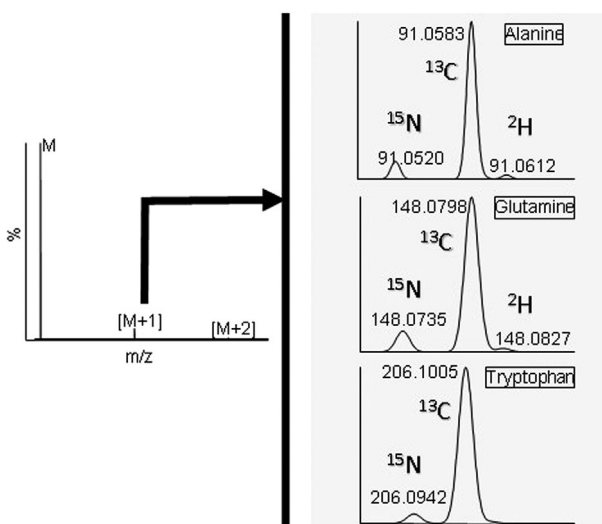 M
%
[M+1]
[M+2]
m/z
91.0583
Alanine
¹³C
¹⁵N
²H
91.0520
91.0612
148.0798
Glutamine
¹³C
¹⁵N
²H
148.0735
148.0827
206.1005
Tryptophan
¹³C
¹⁵N
206.0942